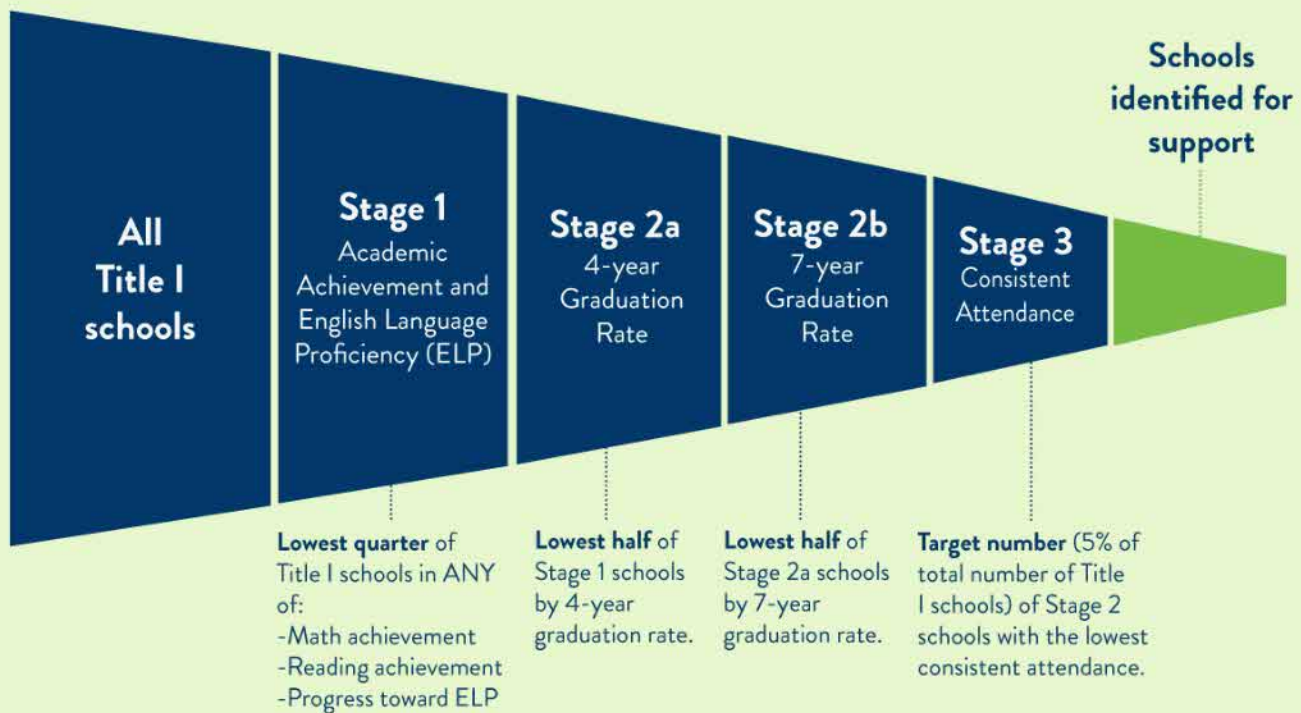 All
Title I
schools
Stage 1
Academic
Achievement and
English Language
Proficiency (ELP)
Stage 2a
4-year
Graduation
Rate
Stage 2b
7-year
Graduation
Rate
Stage 3
Consistent
Attendance
Schools
identified for
support
Lowest quarter of
Title I schools in ANY
of:
-Math achievement
-Reading achievement
-Progress toward ELP
Lowest half of
Stage 1 schools
by 4-year
graduation rate.
Lowest half of
Stage 2a schools
by 7-year
graduation rate.
Target number (5% of
total number of Title
I schools) of Stage 2
schools with the lowest
consistent attendance.